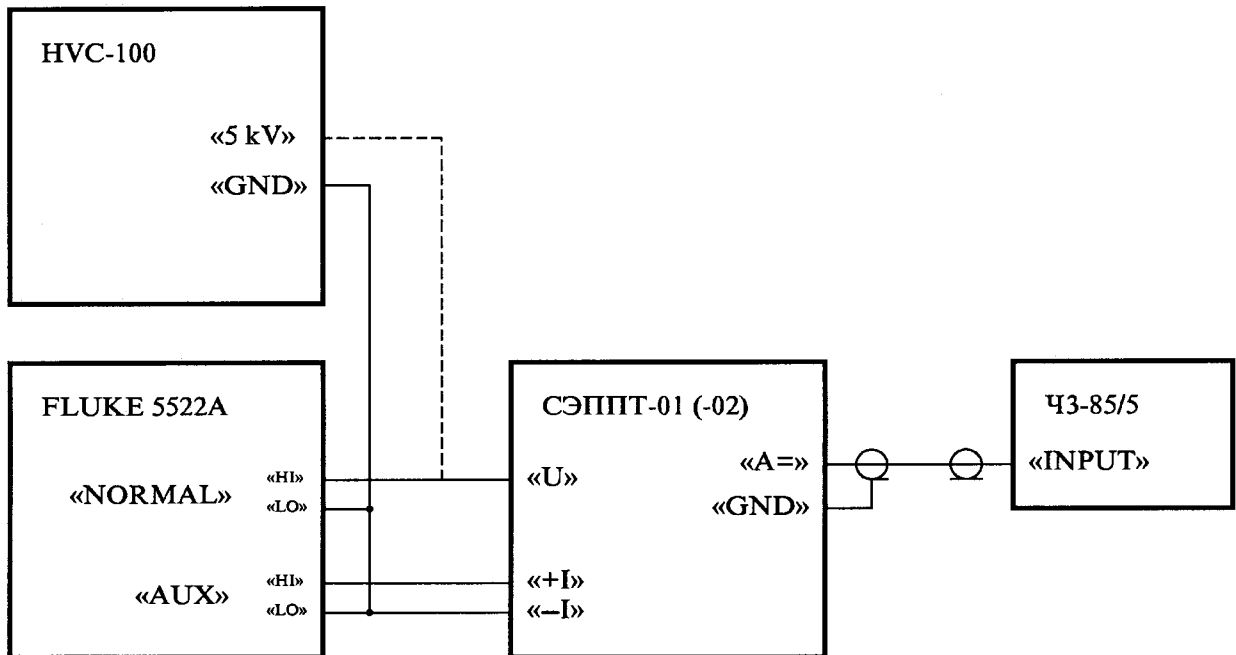 HVC-100
«5 kV»
«GND»
FLUKE 5522A
«NORMAL»
«HI»
«LO»
«AUX»
«HI»
«LO»
СЭППТ-01 (-02)
«U»
«A=»
«GND»
«+I»
«–I»
ЧЗ-85/5
«INPUT»